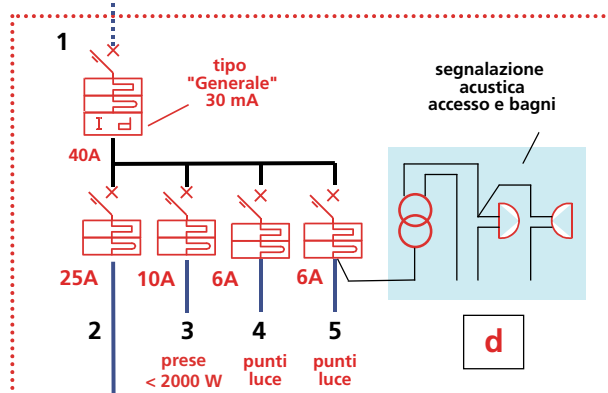 1
tipo
"Generale"
30 mA
segnalazione
acustica
accesso e bagni
I d
40A
25A
10A
6A
6A
2
3
4
5
prese
< 2000 W
punti
luce
punti
luce
d